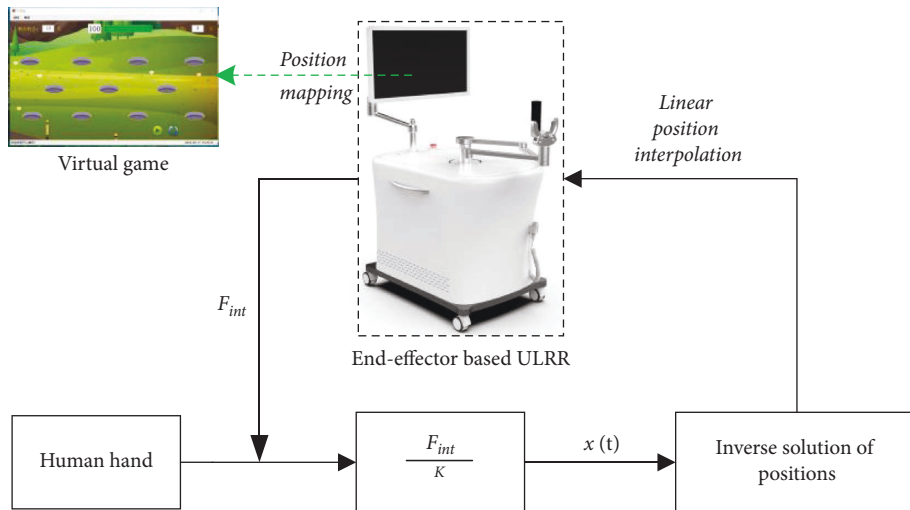 100
Position
mapping
Virtual game
Linear
position
interpolation
F_int
End-effector based ULRR
Human hand
F_int
K
x (t)
Inverse solution of
positions